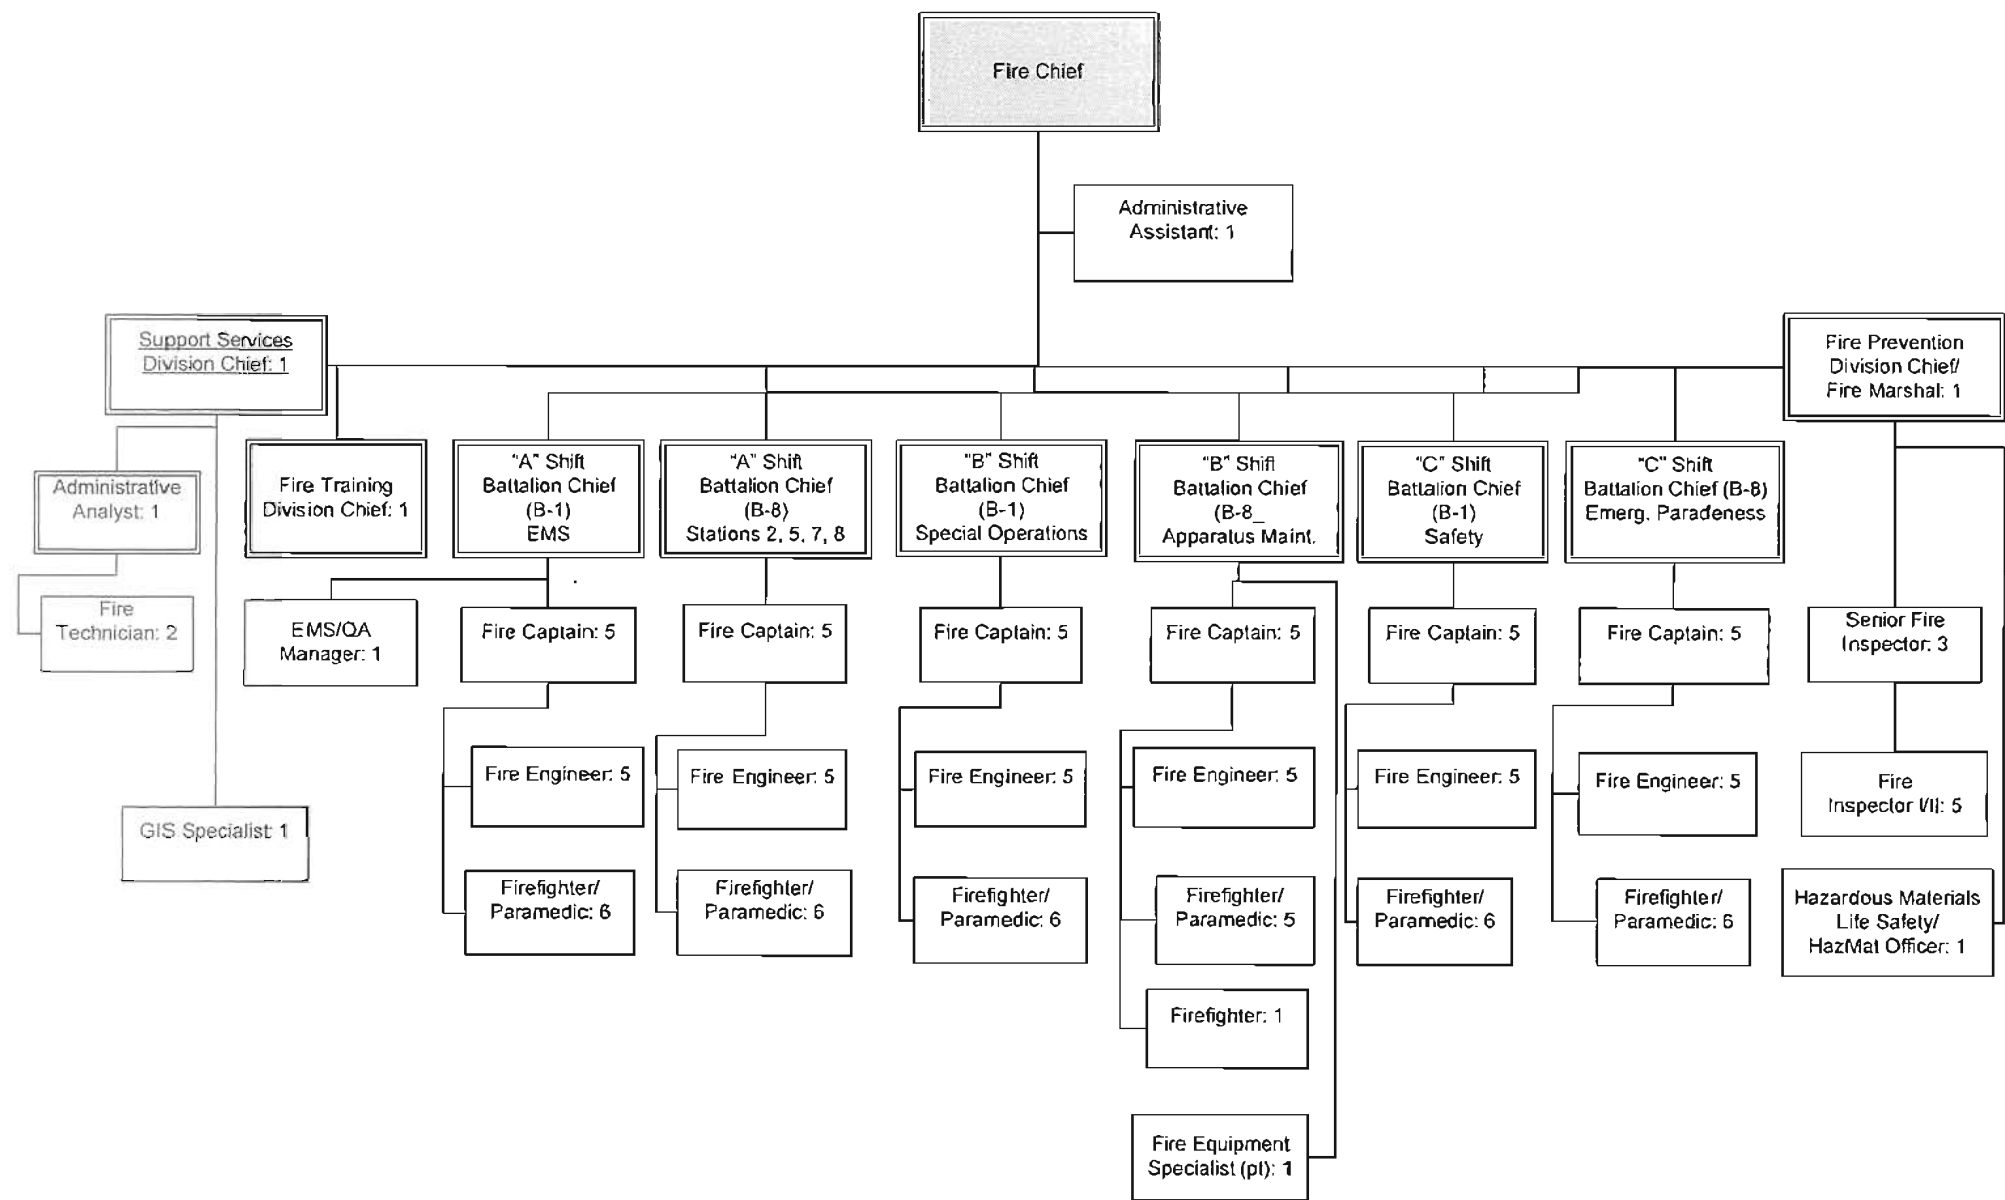 Fire Chief
Administrative
Assistant: 1
Support Services
Division Chief: 1
Fire Prevention
Division Chief/
Fire Marshal: 1
Administrative
Analyst: 1
Fire
Technician: 2
GIS Specialist: 1
Fire Training
Division Chief: 1
"A" Shift
Battalion Chief
(B-1)
EMS
"A" Shift
Battalion Chief
(B-8)
Stations 2, 5, 7, 8
"B" Shift
Battalion Chief
(B-1)
Special Operations
"B" Shift
Battalion Chief
(B-8_
Apparatus Maint.
"C" Shift
Battalion Chief
(B-1)
Safety
"C" Shift
Battalion Chief (B-8)
Emerg. Paradeness
EMS/QA
Manager: 1
Fire Captain: 5
Fire Captain: 5
Fire Captain: 5
Fire Captain: 5
Fire Captain: 5
Fire Captain: 5
Senior Fire
Inspector: 3
Fire Engineer: 5
Fire Engineer: 5
Fire Engineer: 5
Fire Engineer: 5
Fire Engineer: 5
Fire Engineer: 5
Fire
Inspector I/II: 5
Firefighter/
Paramedic: 6
Firefighter/
Paramedic: 6
Firefighter/
Paramedic: 6
Firefighter/
Paramedic: 5
Firefighter/
Paramedic: 6
Firefighter/
Paramedic: 6
Hazardous Materials
Life Safety/
HazMat Officer: 1
Firefighter: 1
Fire Equipment
Specialist (pt): 1